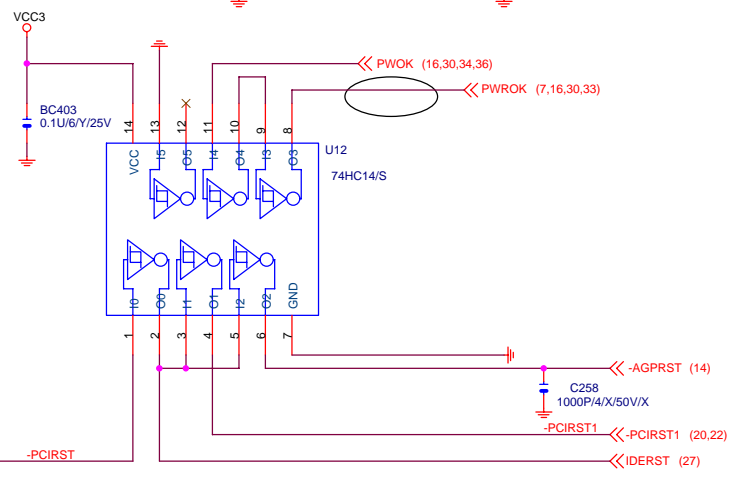 VCC3
PWOK (16,30,34,36)
PWROK (7,16,30,33)
BC403
0.1U/6/Y/25V
14
13
12
11
10
9
8
U12
VCC
I5
O5
I4
O4
I3
O3
74HC14/S
I0
O0
I1
O1
I2
O2
GND
1
2
3
4
5
6
7
-AGPRST (14)
C258
1000P/4/X/50V/X
-PCIRST1
-PCIRST1 (20,22)
-PCIRST
IDERST (27)